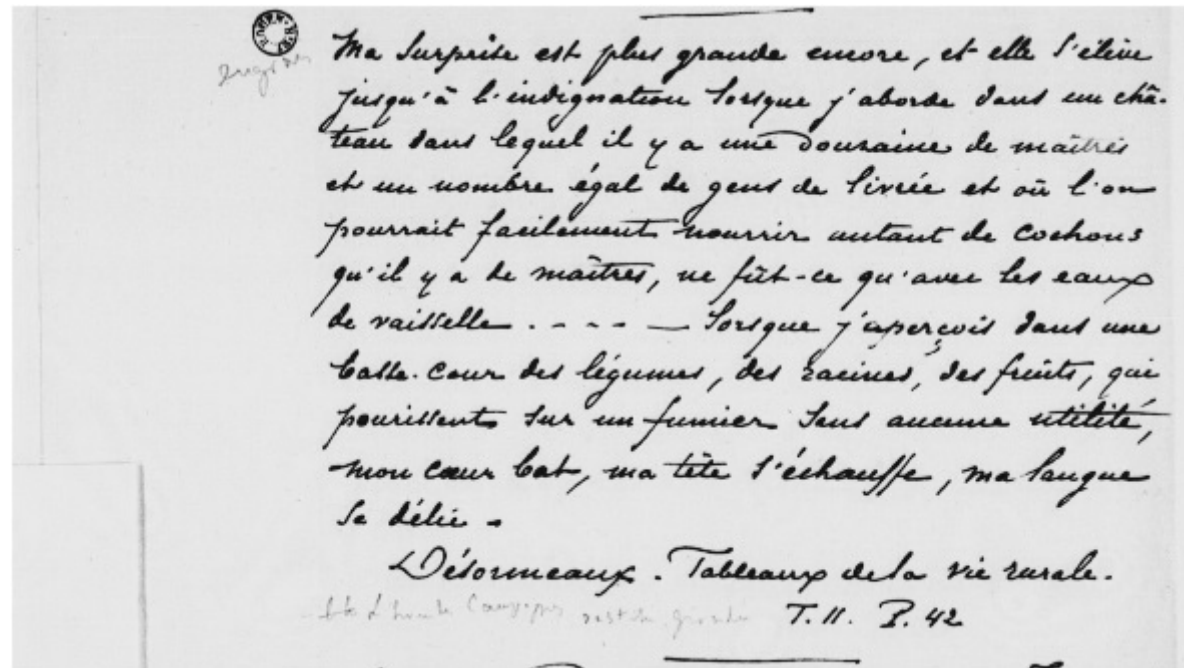 Ma surprise est plus grande encore, et elle s'élève
jusqu'à l'indignation lorsque j'aborde dans un châ-
teau dans lequel il y a une douzaine de maîtres
et un nombre égal de gens de livrée et où l'on
pourrait facilement nourrir autant de cochons
qu'il y a de maîtres, ne fût-ce qu'avec les eaux
de vaisselle . - - - — lorsque j'aperçois dans une
basse-cour des légumes, des racines, des fruits, qui
pourissent sur un fumier sans aucune utilité,
mon cœur bat, ma tête s'échauffe, ma langue
se délie.
Désormeaux. Tableaux de la vie rurale.
T. II. P. 42